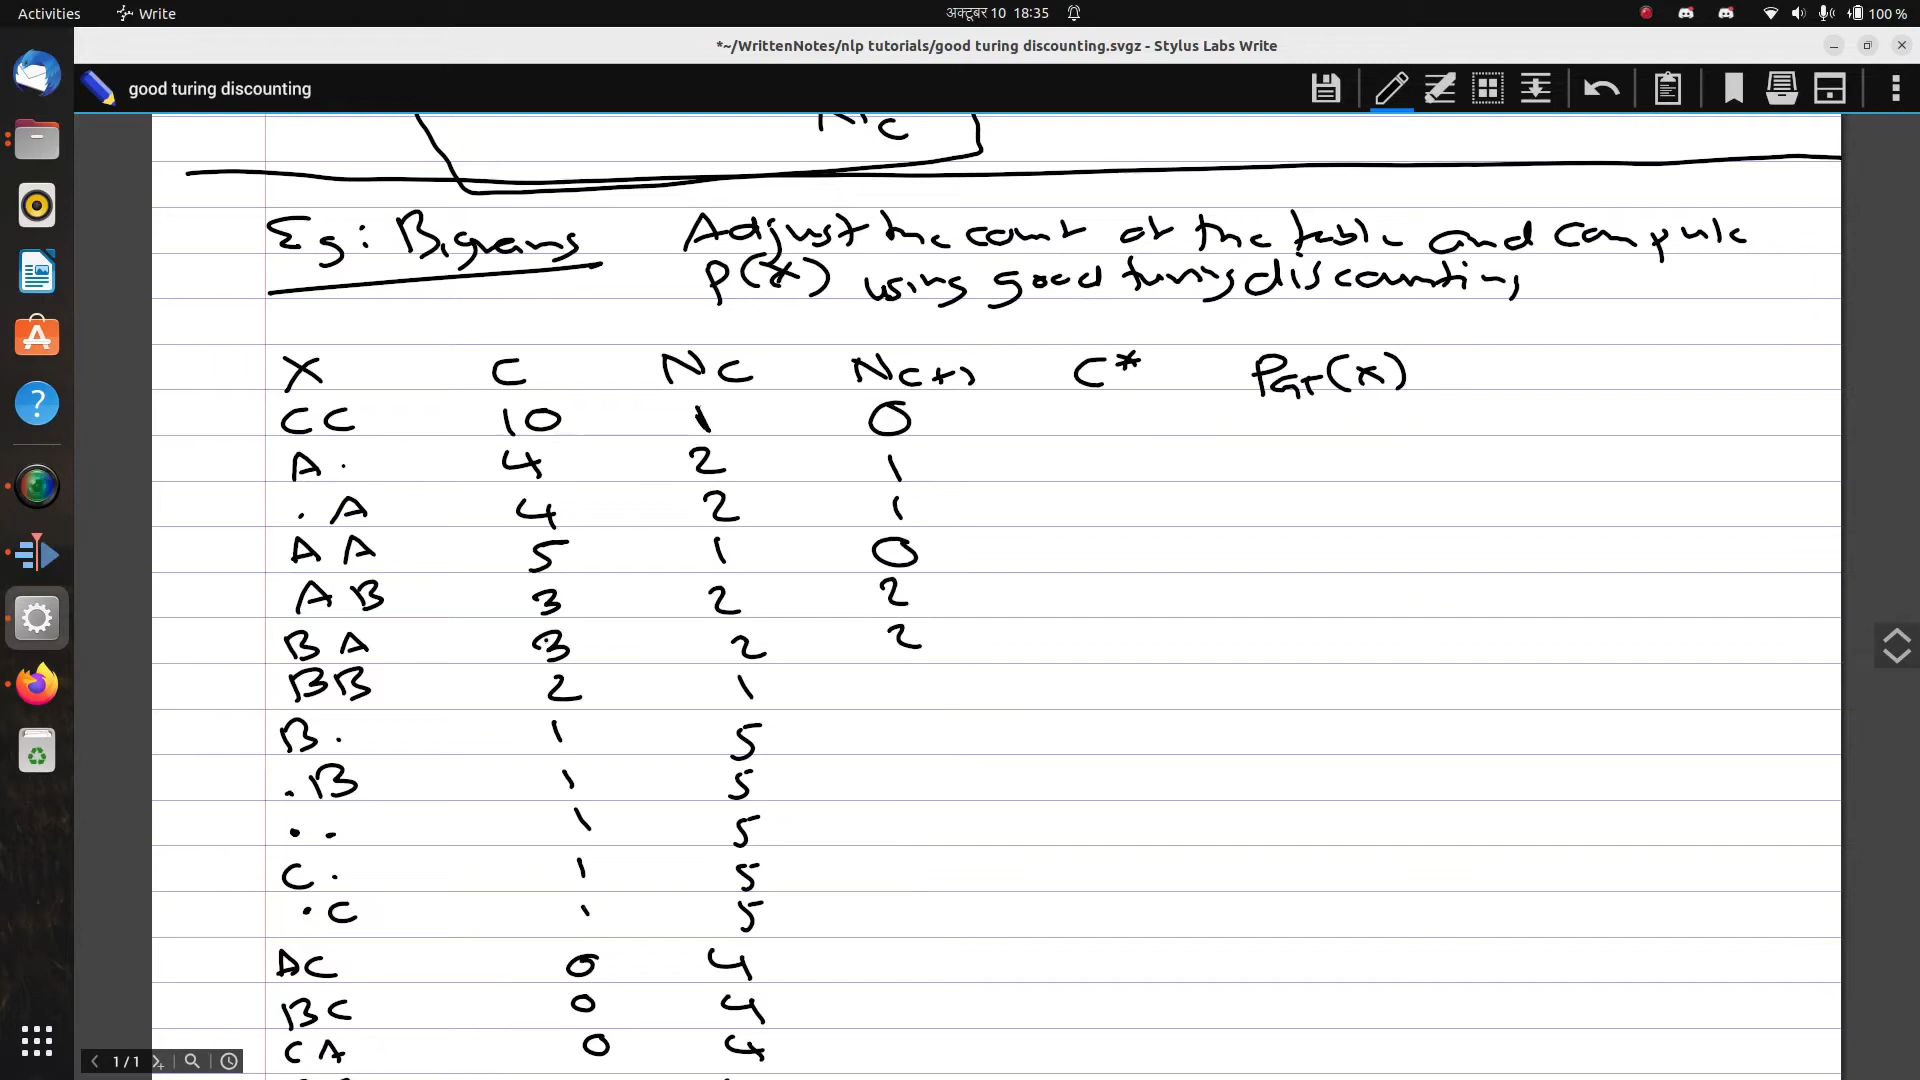 Activities Write अक्टूबर 10 18:35 100 %
*~/WrittenNotes/nlp tutorials/good turing discounting.svgz - Stylus Labs Write
good turing discounting
C
Eg: Bigrams Adjust the count of the table and compute
P(X) using good turing discounting
X C Nc Nc+1 C* PGT(X)
CC 10 1 0
A. 4 2 1
.A 4 2 1
AA 5 1 0
AB 3 2 2
BA 3 2 2
BB 2 1
B. 1 5
.B 1 5
.. 1 5
C. 1 5
.C 1 5
AC 0 4
BC 0 4
CA 0 4
1/1